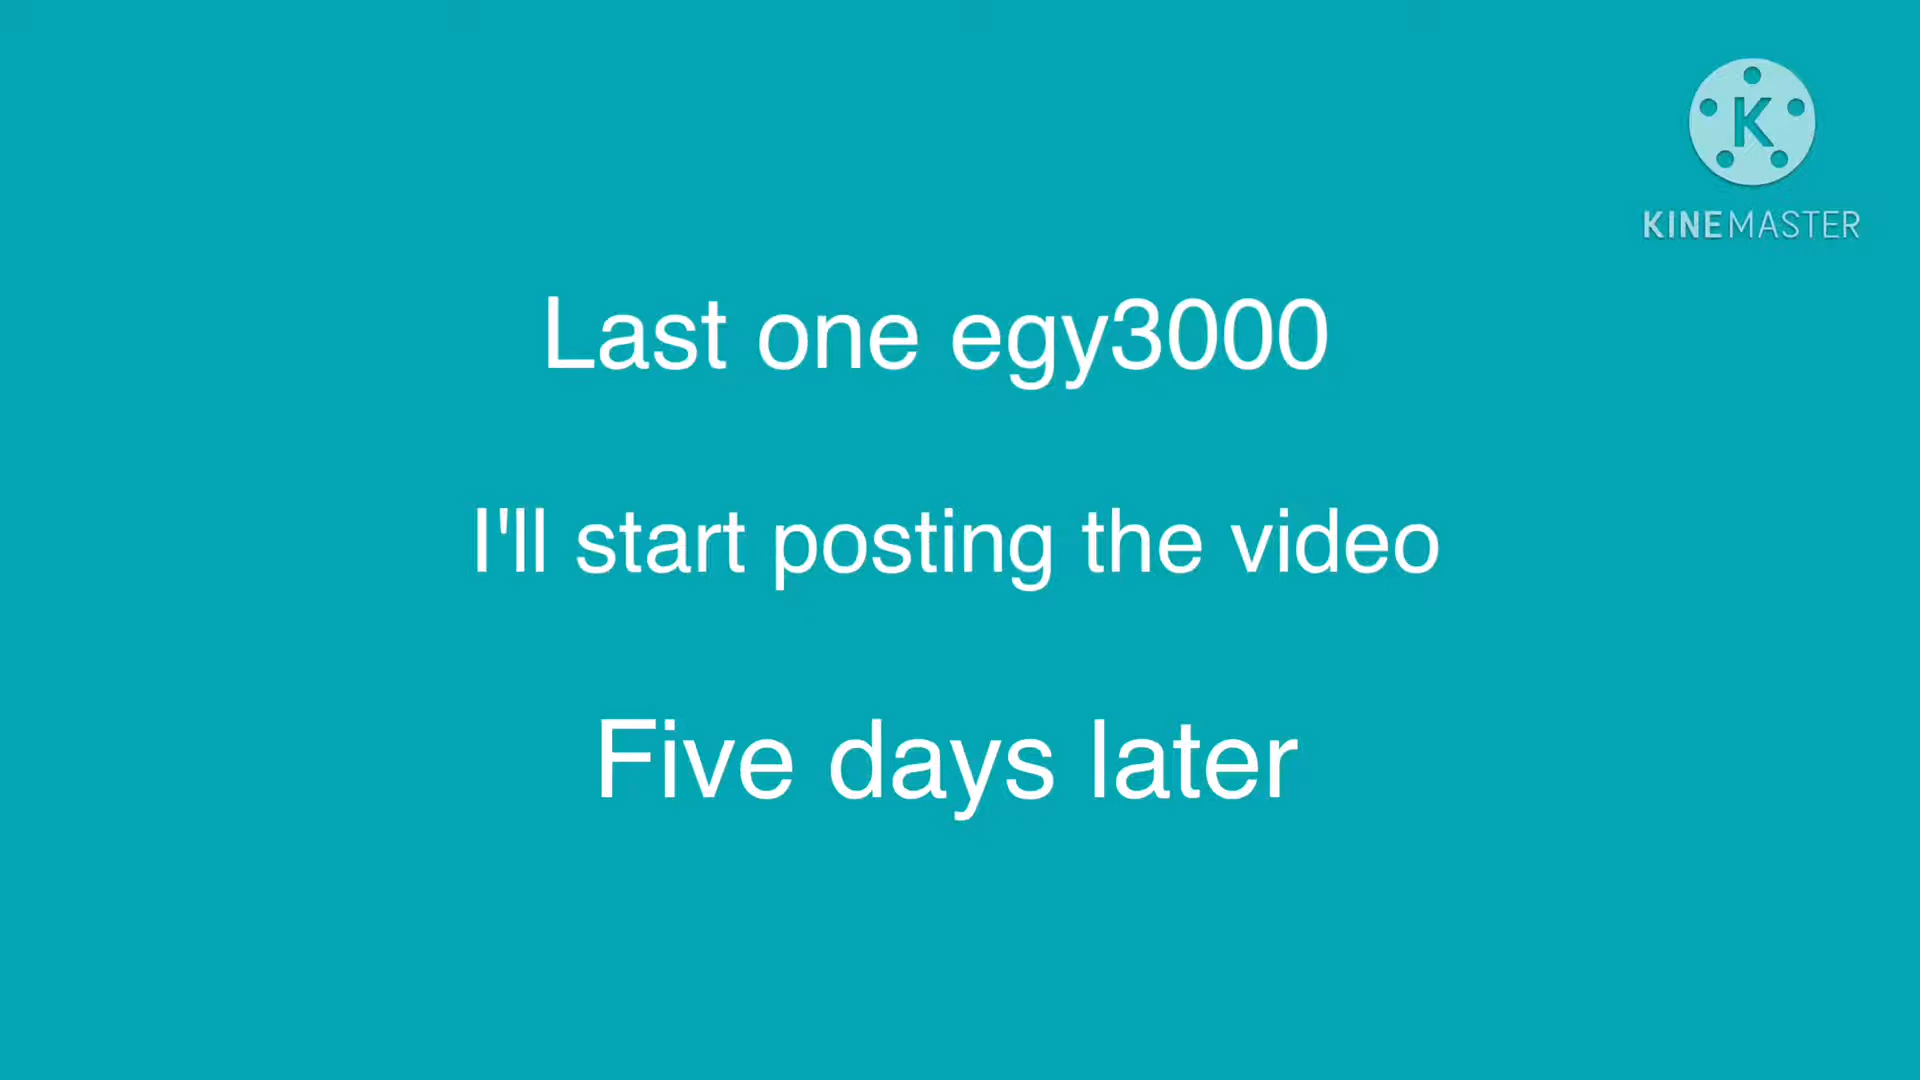 K
KINEMASTER
Last one egy3000
I'll start posting the video
Five days later